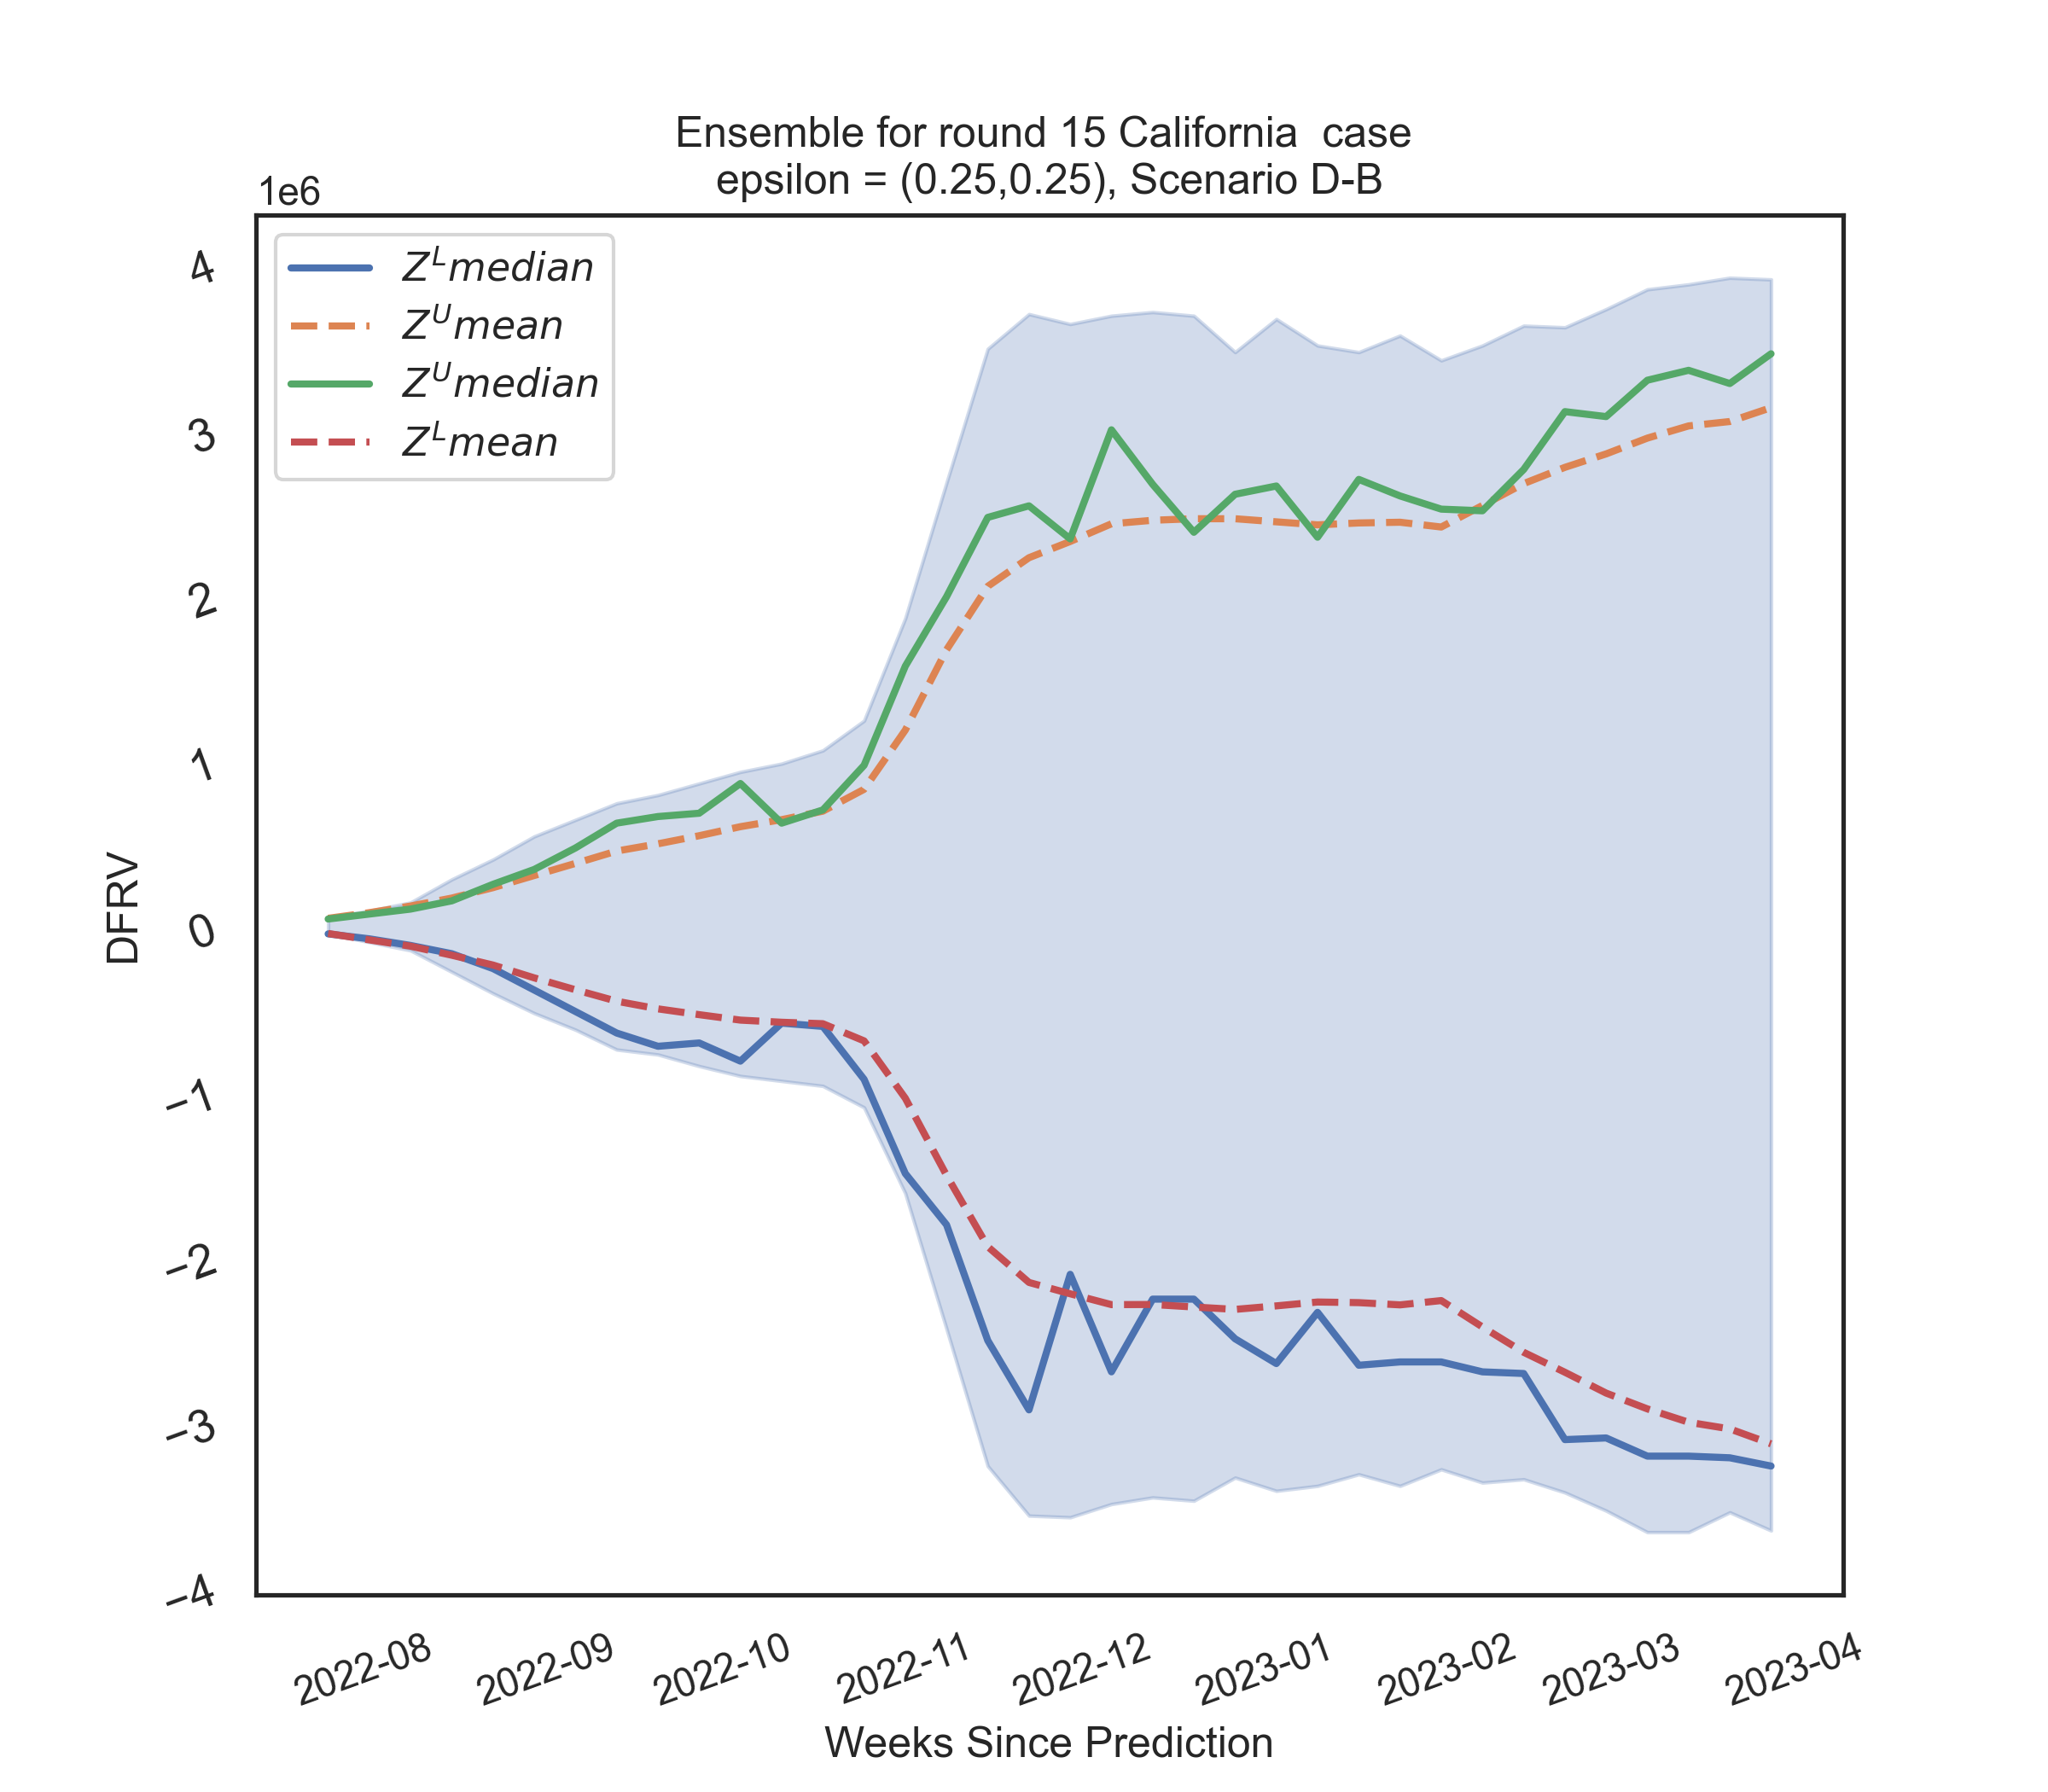 Ensemble for round 15 California  case
epsilon = (0.25,0.25), Scenario D-B
1e6
Z^L median
Z^U mean
Z^U median
Z^L mean
4
3
2
1
0
−1
−2
−3
−4
DFRV
2022-08
2022-09
2022-10
2022-11
2022-12
2023-01
2023-02
2023-03
2023-04
Weeks Since Prediction